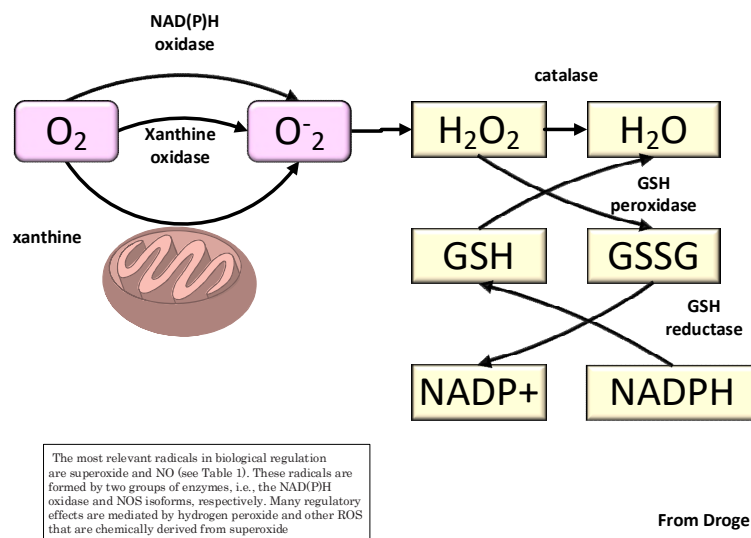 NAD(P)H
oxidase
catalase
O₂
Xanthine
oxidase
O⁻₂
H₂O₂
H₂O
GSH
peroxidase
xanthine
GSH
GSSG
GSH
reductase
NADP+
NADPH
The most relevant radicals in biological regulation
are superoxide and NO (see Table 1). These radicals are
formed by two groups of enzymes, i.e., the NAD(P)H
oxidase and NOS isoforms, respectively. Many regulatory
effects are mediated by hydrogen peroxide and other ROS
that are chemically derived from superoxide
From Droge